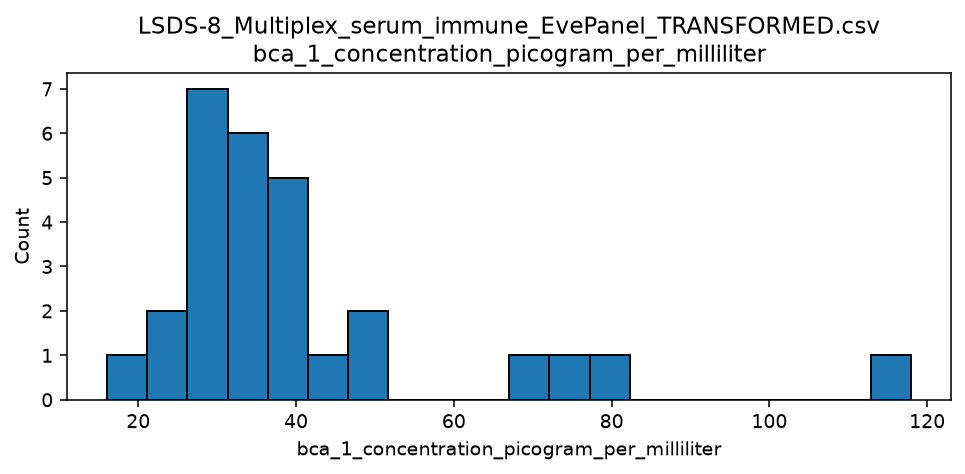 LSDS-8_Multiplex_serum_immune_EvePanel_TRANSFORMED.csv
bca_1_concentration_picogram_per_milliliter
7
6
5
4
3
2
1
0
Count
20 40 60 80 100 120
bca_1_concentration_picogram_per_milliliter